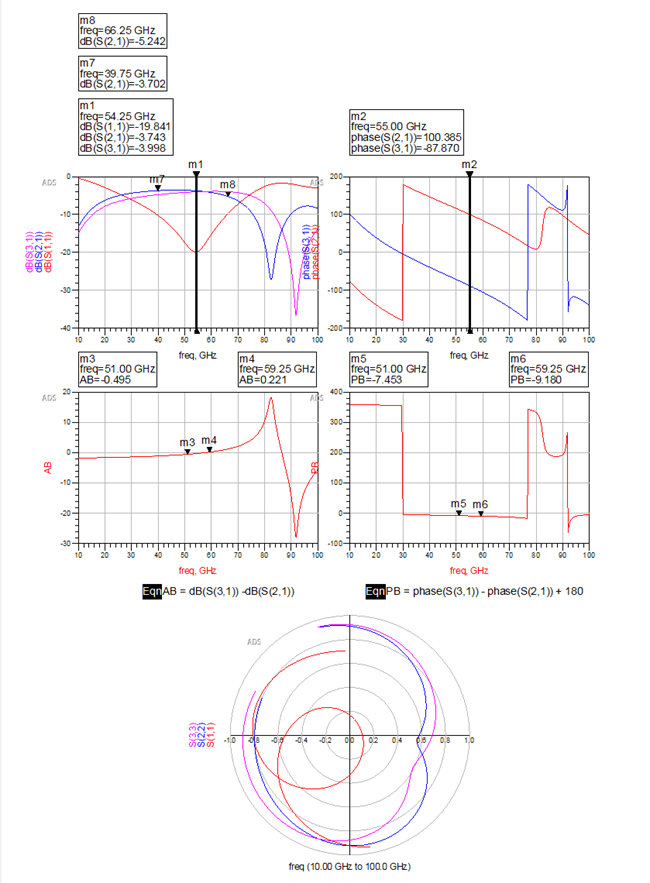 m8
freq=66.25 GHz
dB(S(2,1))=-5.242
m7
freq=39.75 GHz
dB(S(2,1))=-3.702
m1
freq=54.25 GHz
dB(S(1,1))=-19.841
dB(S(2,1))=-3.743
dB(S(3,1))=-3.998
m2
freq=55.00 GHz
phase(S(2,1))=100.385
phase(S(3,1))=-87.870
m1
m2
ADS
ADS
m7
m8
0
-10
-20
-30
-40
dB(S(3,1))
dB(S(2,1))
dB(S(1,1))
10 20 30 40 50 60 70 80 90 100
freq, GHz
200
100
0
-100
-200
phase(S(3,1))
phase(S(2,1))
10 20 30 40 50 60 70 80 90 100
freq, GHz
m3
freq=51.00 GHz
AB=-0.495
m4
freq=59.25 GHz
AB=0.221
m5
freq=51.00 GHz
PB=-7.453
m6
freq=59.25 GHz
PB=-9.180
ADS
ADS
20
10
0
-10
-20
-30
AB
m3
m4
10 20 30 40 50 60 70 80 90 100
freq, GHz
400
300
200
100
0
-100
PB
m5
m6
10 20 30 40 50 60 70 80 90 100
freq, GHz
Eqn AB = dB(S(3,1)) -dB(S(2,1))
Eqn PB = phase(S(3,1)) - phase(S(2,1)) + 180
ADS
S(3,3)
S(2,2)
S(1,1)
-1.0 -0.8 -0.6 -0.4 -0.2 0.0 0.2 0.4 0.6 0.8 1.0
freq (10.00 GHz to 100.0 GHz)